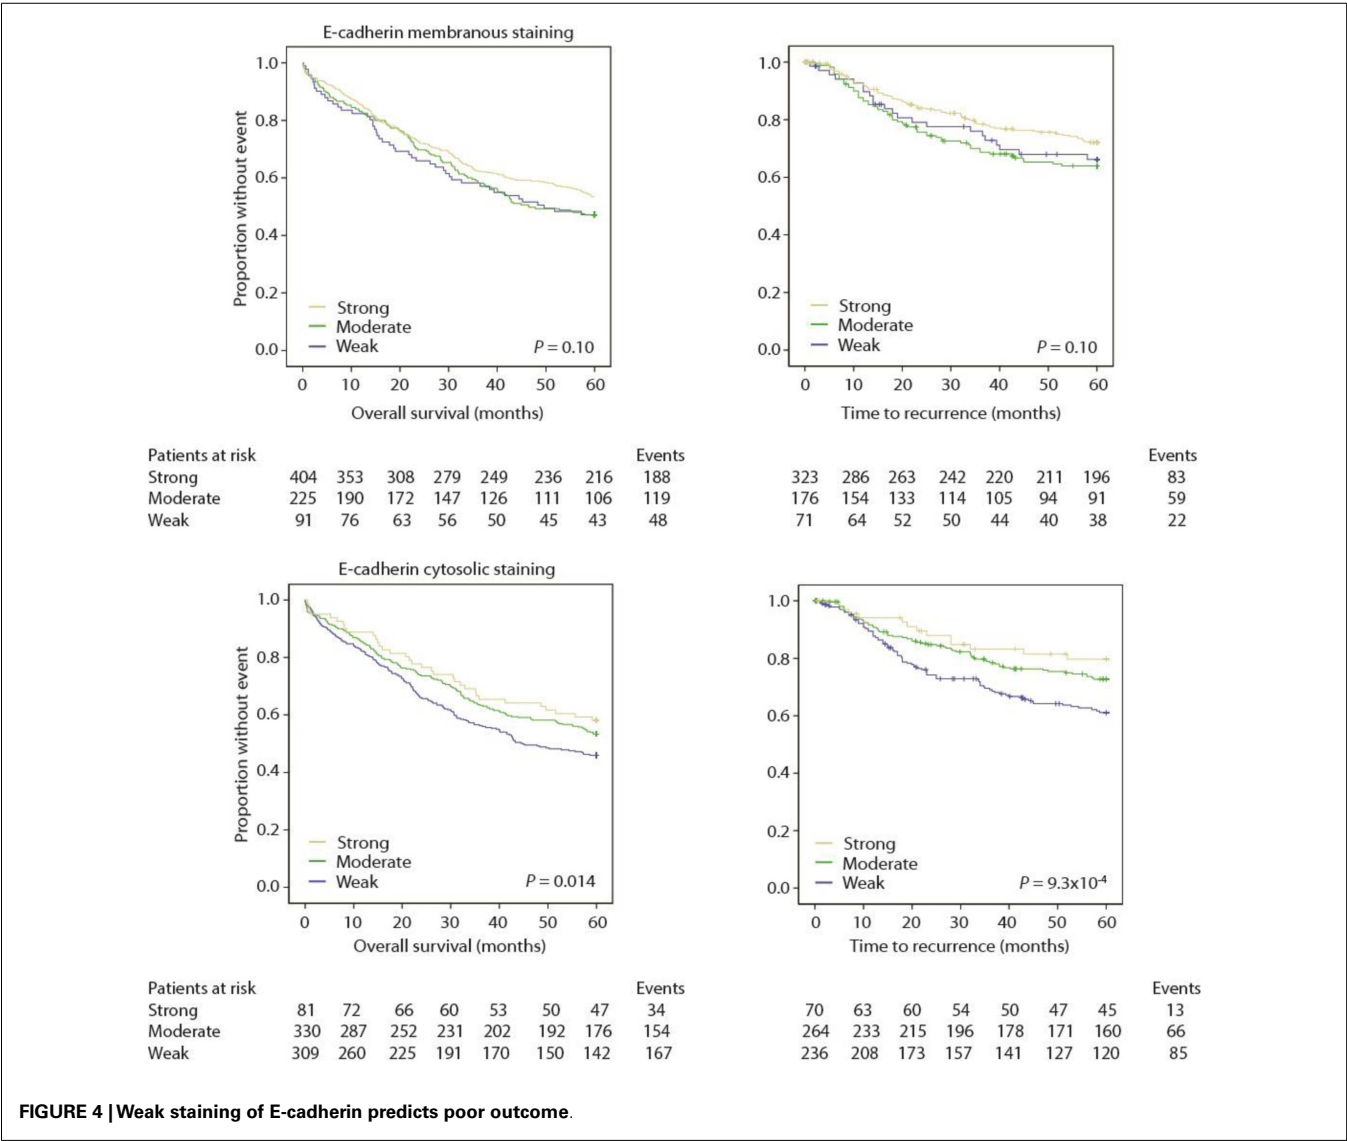 E-cadherin membranous staining
Proportion without event
1.0
0.8
0.6
0.4
0.2
0.0
Strong
Moderate
Weak
P = 0.10
0 10 20 30 40 50 60
Overall survival (months)
1.0
0.8
0.6
0.4
0.2
0.0
Strong
Moderate
Weak
P = 0.10
0 10 20 30 40 50 60
Time to recurrence (months)
Patients at risk Events Events
Strong 404 353 308 279 249 236 216 188 323 286 263 242 220 211 196 83
Moderate 225 190 172 147 126 111 106 119 176 154 133 114 105 94 91 59
Weak 91 76 63 56 50 45 43 48 71 64 52 50 44 40 38 22
E-cadherin cytosolic staining
Proportion without event
1.0
0.8
0.6
0.4
0.2
0.0
Strong
Moderate
Weak
P = 0.014
0 10 20 30 40 50 60
Overall survival (months)
1.0
0.8
0.6
0.4
0.2
0.0
Strong
Moderate
Weak
P = 9.3x10⁻⁴
0 10 20 30 40 50 60
Time to recurrence (months)
Patients at risk Events Events
Strong 81 72 66 60 53 50 47 34 70 63 60 54 50 47 45 13
Moderate 330 287 252 231 202 192 176 154 264 233 215 196 178 171 160 66
Weak 309 260 225 191 170 150 142 167 236 208 173 157 141 127 120 85
FIGURE 4 | Weak staining of E-cadherin predicts poor outcome.